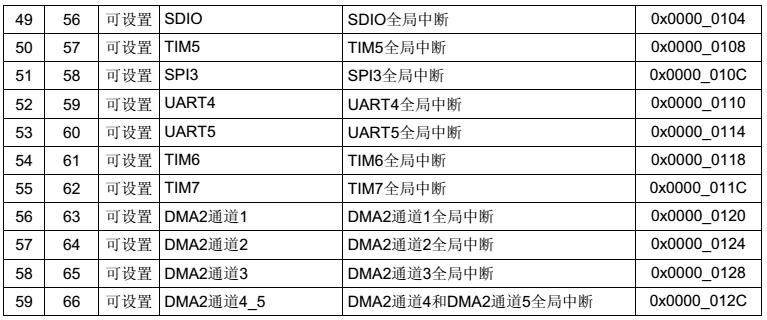 49 56 可设置 SDIO SDIO全局中断 0x0000_0104
50 57 可设置 TIM5 TIM5全局中断 0x0000_0108
51 58 可设置 SPI3 SPI3全局中断 0x0000_010C
52 59 可设置 UART4 UART4全局中断 0x0000_0110
53 60 可设置 UART5 UART5全局中断 0x0000_0114
54 61 可设置 TIM6 TIM6全局中断 0x0000_0118
55 62 可设置 TIM7 TIM7全局中断 0x0000_011C
56 63 可设置 DMA2通道1 DMA2通道1全局中断 0x0000_0120
57 64 可设置 DMA2通道2 DMA2通道2全局中断 0x0000_0124
58 65 可设置 DMA2通道3 DMA2通道3全局中断 0x0000_0128
59 66 可设置 DMA2通道4_5 DMA2通道4和DMA2通道5全局中断 0x0000_012C